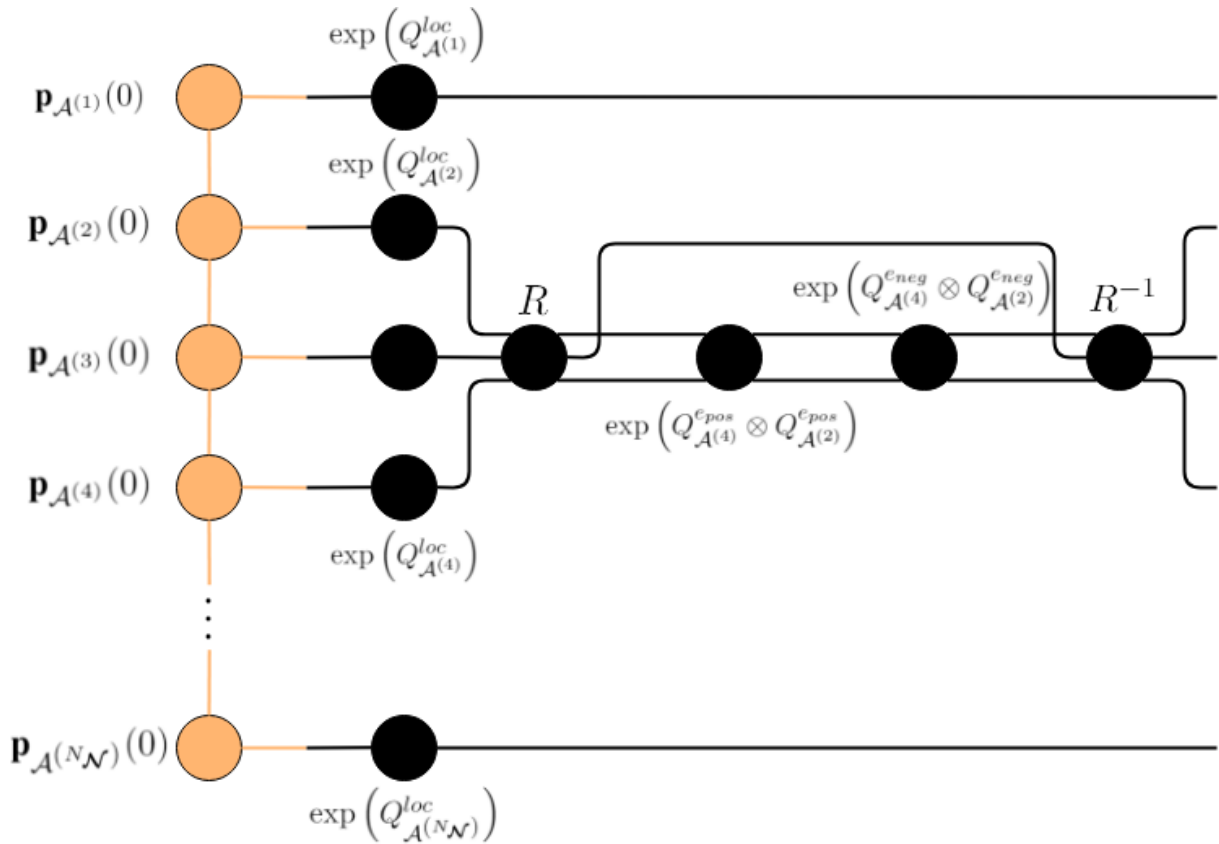 exp(Q^{loc}_{𝒜^{(1)}})
𝐩_{𝒜^{(1)}}(0)
exp(Q^{loc}_{𝒜^{(2)}})
𝐩_{𝒜^{(2)}}(0)
exp(Q^{e_{neg}}_{𝒜^{(4)}} ⊗ Q^{e_{neg}}_{𝒜^{(2)}})
R
R^{-1}
𝐩_{𝒜^{(3)}}(0)
exp(Q^{e_{pos}}_{𝒜^{(4)}} ⊗ Q^{e_{pos}}_{𝒜^{(2)}})
𝐩_{𝒜^{(4)}}(0)
exp(Q^{loc}_{𝒜^{(4)}})
⋮
𝐩_{𝒜^{(N_𝓝)}}(0)
exp(Q^{loc}_{𝒜^{(N_𝓝)}})